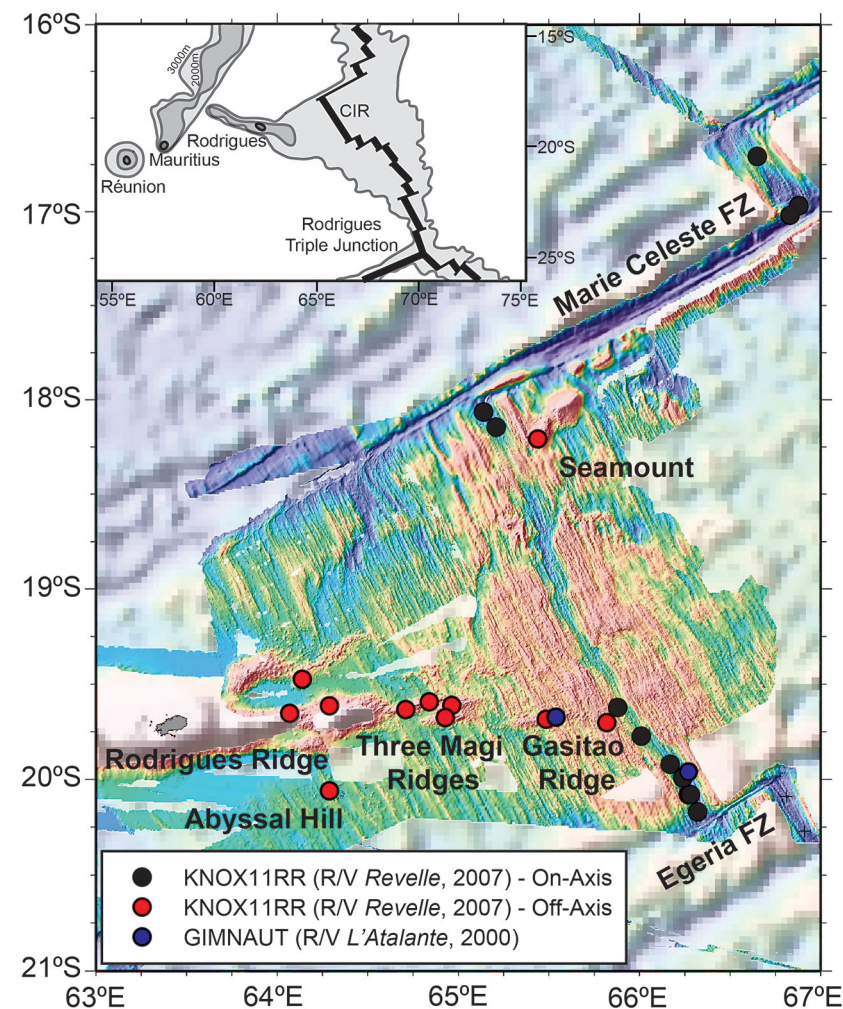 16ºS
17ºS
18ºS
19ºS
20ºS
21ºS
63ºE
64ºE
65ºE
66ºE
67ºE
3000m
2000m
CIR
Rodrigues
Mauritius
Réunion
Rodrigues
Triple Junction
15ºS
20ºS
25ºS
55ºE
60ºE
65ºE
70ºE
75ºE
Marie Celeste FZ
Seamount
Rodrigues Ridge
Three Magi
Ridges
Gasitao
Ridge
Abyssal Hill
Egeria FZ
KNOX11RR (R/V Revelle, 2007) - On-Axis
KNOX11RR (R/V Revelle, 2007) - Off-Axis
GIMNAUT (R/V L'Atalante, 2000)